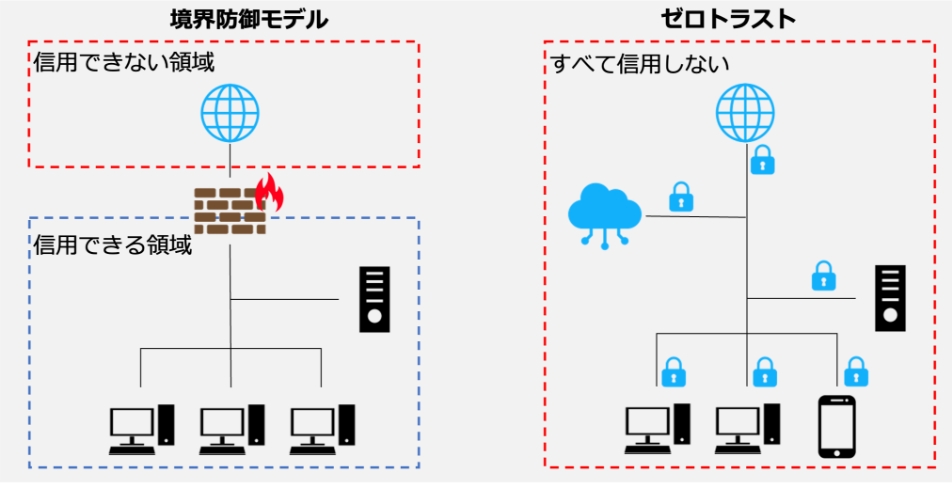 境界防御モデル
信用できない領域
信用できる領域
ゼロトラスト
すべて信用しない